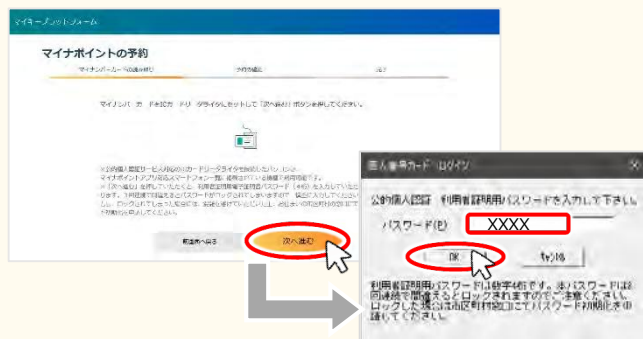 マイキープラットフォーム
マイナポイントの予約
マイナンバーカードの読み取り
予約の確認
完了
マイナンバーカードをICカードリーダライタにセットして「次へ進む」ボタンを押してください。
前画面へ戻る
次へ進む
個人番号カード ログイン
公的個人認証 利用者証明用パスワードを入力して下さい。
パスワード(P)
XXXX
OK
キャンセル
利用者証明用パスワードは数字4桁です。本パスワードは3
回連続で間違えるとロックされますのでご注意ください。
ロックした場合は市区町村窓口にてパスワード初期化を申
請してください。